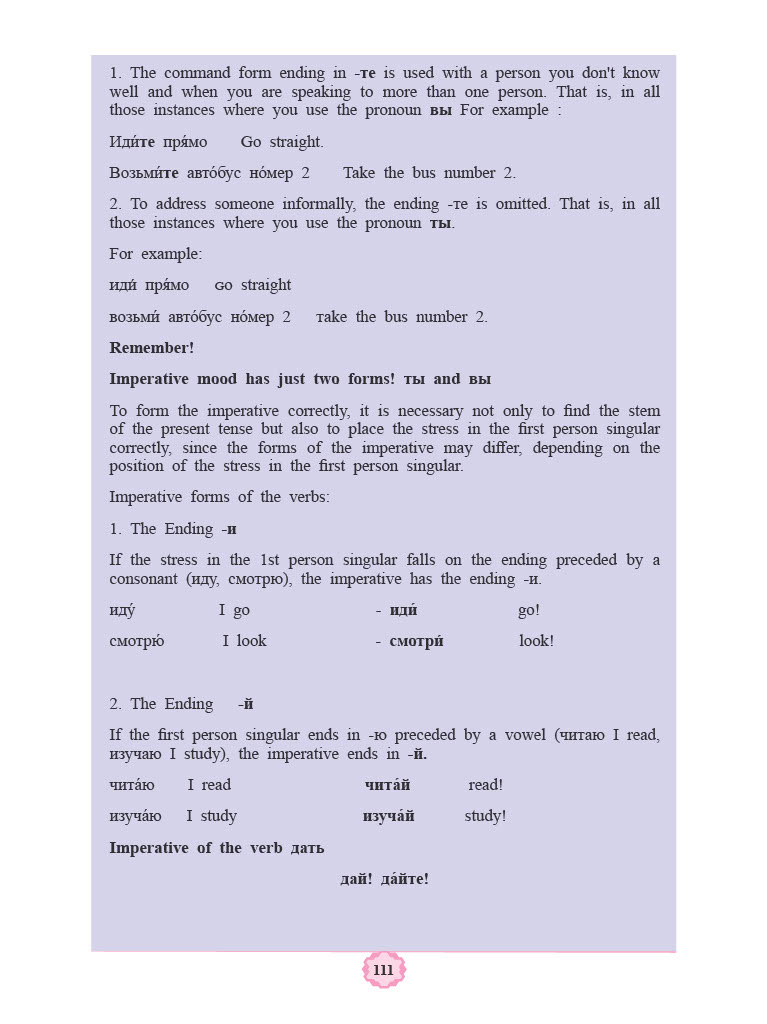 1. The command form ending in -те is used with a person you don't know
well and when you are speaking to more than one person. That is, in all
those instances where you use the pronoun вы For example :
Иди́те пря́мо Go straight.
Возьми́те авто́бус но́мер 2 Take the bus number 2.
2. To address someone informally, the ending -те is omitted. That is, in all
those instances where you use the pronoun ты.
For example:
иди́ пря́мо Go straight
возьми́ авто́бус но́мер 2 таke the bus number 2.
Remember!
Imperative mood has just two forms! ты and вы
To form the imperative correctly, it is necessary not only to find the stem
of the present tense but also to place the stress in the first person singular
correctly, since the forms of the imperative may differ, depending on the
position of the stress in the first person singular.
Imperative forms of the verbs:
1. The Ending -и
If the stress in the 1st person singular falls on the ending preceded by a
consonant (иду, смотрю), the imperative has the ending -и.
иду́ I go - иди́ go!
смотрю́ I look - смотри́ look!
2. The Ending -й
If the first person singular ends in -ю preceded by a vowel (читаю I read,
изучаю I study), the imperative ends in -й.
чита́ю I read чита́й read!
изуча́ю I study изуча́й study!
Imperative of the verb дать
дай! да́йте!
111